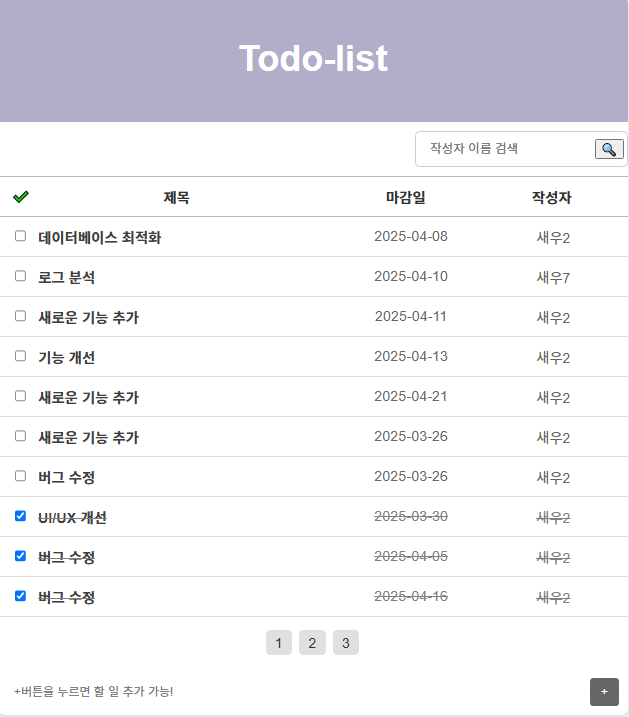 Todo-list
작성자 이름 검색
제목 마감일 작성자
데이터베이스 최적화 2025-04-08 새우2
로그 분석 2025-04-10 새우7
새로운 기능 추가 2025-04-11 새우2
기능 개선 2025-04-13 새우2
새로운 기능 추가 2025-04-21 새우2
새로운 기능 추가 2025-03-26 새우2
버그 수정 2025-03-26 새우2
UI/UX 개선 2025-03-30 새우2
버그 수정 2025-04-05 새우2
버그 수정 2025-04-16 새우2
1 2 3
+버튼을 누르면 할 일 추가 가능! +